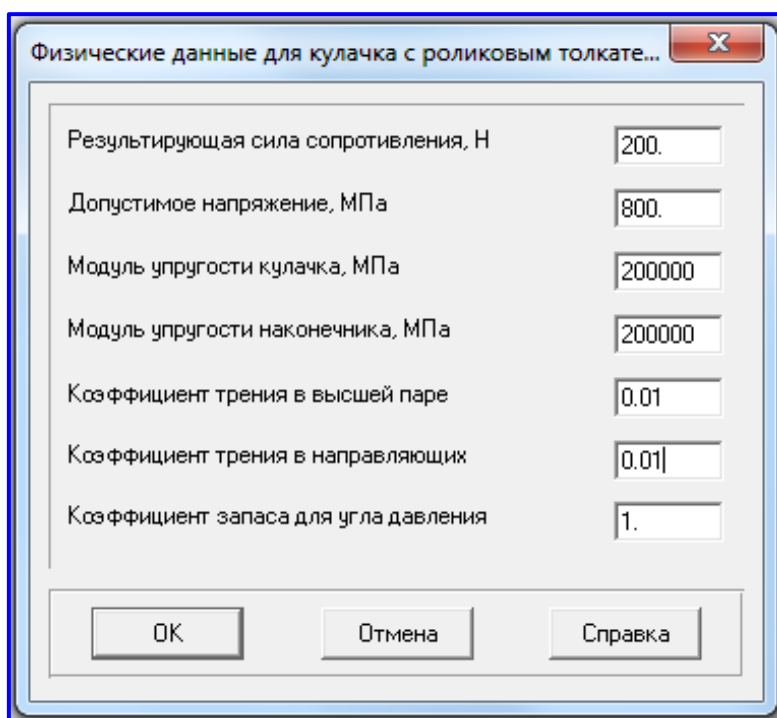 Физические данные для кулачка с роликовым толкате...
Результирующая сила сопротивления, Н 200.
Допустимое напряжение, МПа 800.
Модуль упругости кулачка, МПа 200000
Модуль упругости наконечника, МПа 200000
Коэффициент трения в высшей паре 0.01
Коэффициент трения в направляющих 0.01
Коэффициент запаса для угла давления 1.
OK Отмена Справка